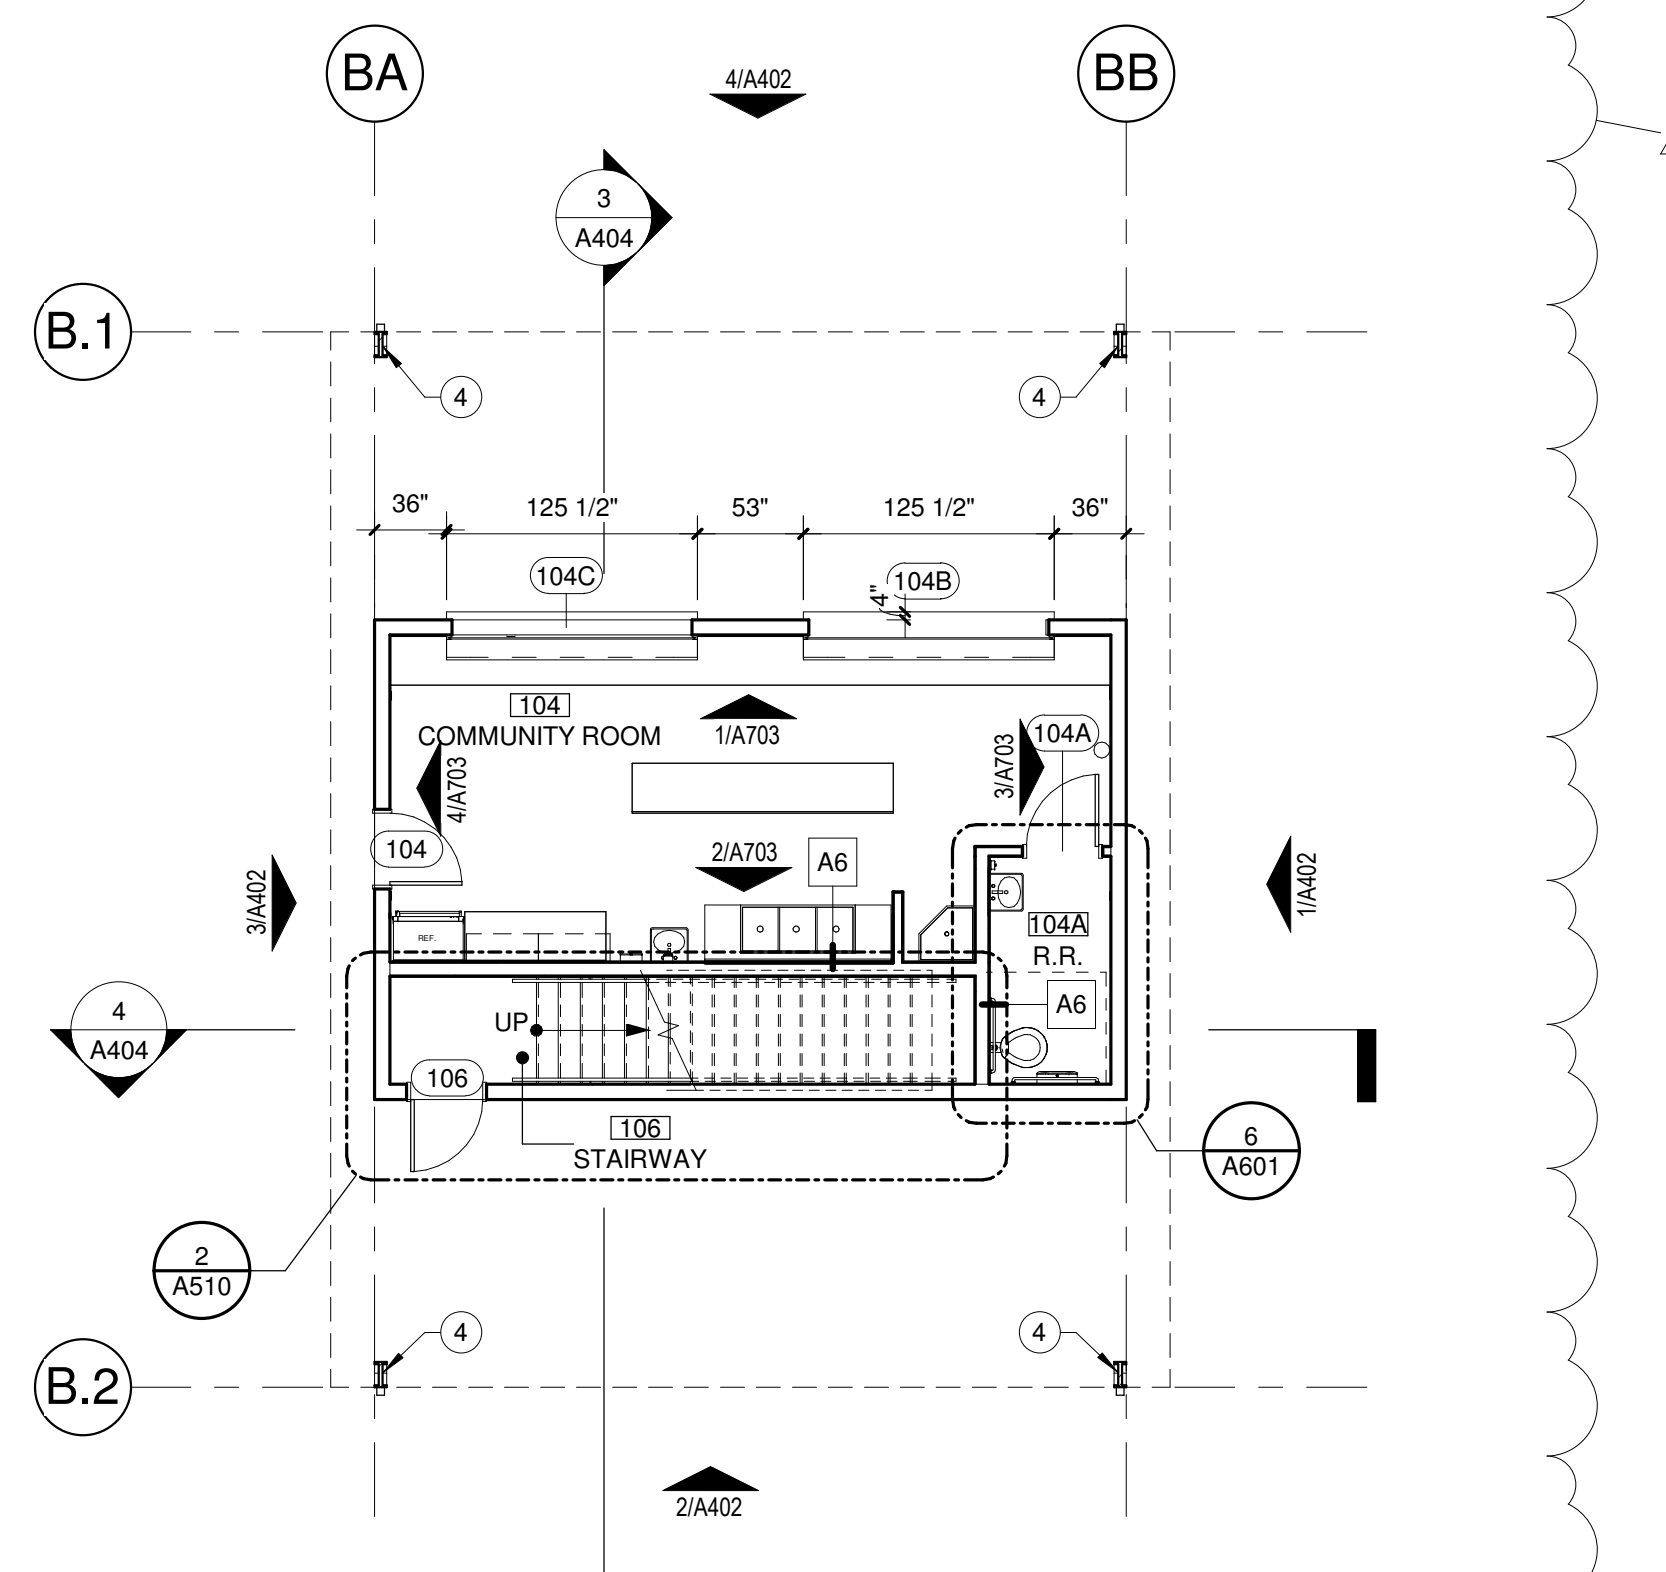 BA
BB
4/A402
3
A404
B.1
4
4
36"
125 1/2"
53"
125 1/2"
36"
104C
4"
104B
104
COMMUNITY ROOM
1/A703
3/A703
104A
4/A703
104
2/A703
A6
3/A402
1/A402
REF.
104A
R.R.
A6
UP
4
A404
106
106
STAIRWAY
6
A601
2
A510
4
4
B.2
2/A402